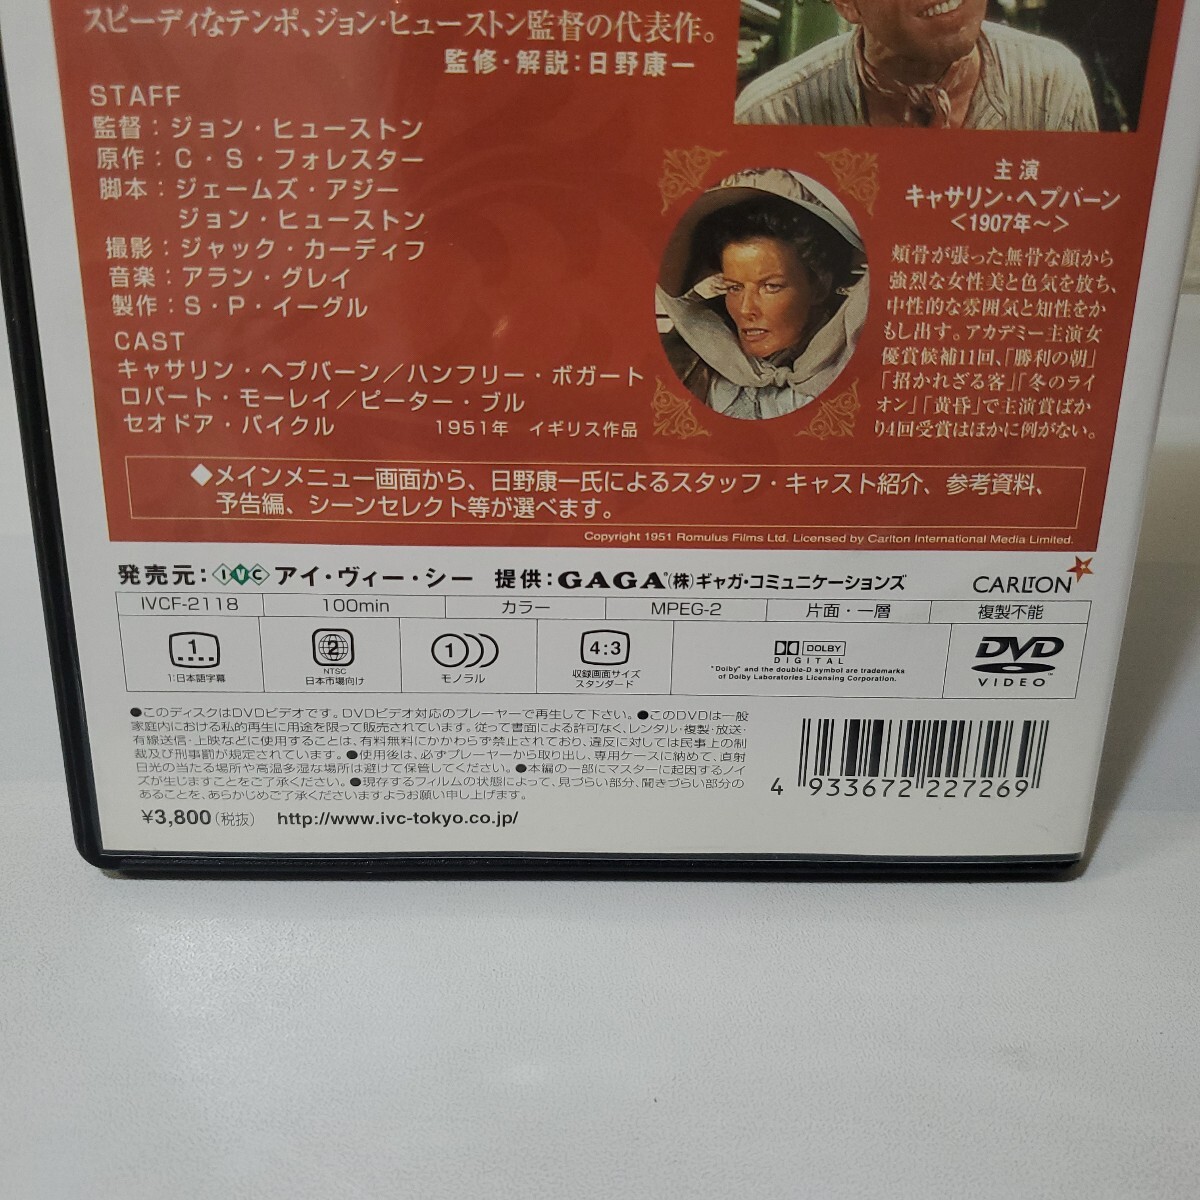 スピーディなテンポ、ジョン・ヒューストン監督の代表作。
監修・解説：日野康一
STAFF
監督：ジョン・ヒューストン
原作：C・S・フォレスター
脚本：ジェームズ・アジー
ジョン・ヒューストン
撮影：ジャック・カーディフ
音楽：アラン・グレイ
製作：S・P・イーグル
CAST
キャサリン・ヘプバーン／ハンフリー・ボガート
ロバート・モーレイ／ピーター・ブル
セオドア・バイクル 1951年 イギリス作品
主演
キャサリン・ヘプバーン
＜1907年～＞
頬骨が張った無骨な顔から
強烈な女性美と色気を放ち、
中性的な雰囲気と知性をか
もし出す。アカデミー主演女
優賞候補11回、「勝利の朝」
「招かれざる客」「冬のライ
オン」「黄昏」で主演賞ばか
り4回受賞はほかに例がない。
◆メインメニュー画面から、日野康一氏によるスタッフ・キャスト紹介、参考資料、
予告編、シーンセレクト等が選べます。
Copyright 1951 Romulus Films Ltd. Licensed by Carlton International Media Limited.
発売元：IVC アイ・ヴィー・シー 提供：GAGA®(株)ギャガ・コミュニケーションズ CARLTON
IVCF-2118 100min カラー MPEG-2 片面・一層 複製不能
1 1:日本語字幕
2 NTSC 日本市場向け
1 モノラル
4:3 収録画面サイズ スタンダード
DOLBY DIGITAL
"Dolby" and the double-D symbol are trademarks
of Dolby Laboratories Licensing Corporation.
DVD VIDEO™
●このディスクはDVDビデオです。DVDビデオ対応のプレーヤーで再生して下さい。●このDVDは一般
家庭内における私的再生に用途を限って販売されています。従って書面による許可なく、レンタル・複製・放送・
有線送信・上映などに使用することは、有料無料にかかわらず禁止されており、違反に対しては民事上の制
裁及び刑事罰が規定されています。●使用後は、必ずプレーヤーから取り出し、専用ケースに納めて、直射
日光の当たる場所や高温多湿な場所は避けて保管してください。●本編の一部にマスターに起因するノイ
ズが生じますことをご了承ください。●現存するフィルムの状態によって、見づらい部分、聞きづらい部分の
あることを、あらかじめご了承くださいますようお願い申し上げます。
¥3,800(税抜) http://www.ivc-tokyo.co.jp/
4 933672 227269